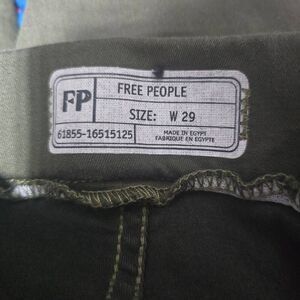 FP
FREE PEOPLE
SIZE: W 29
61855-16515125
MADE IN EGYPT
FABRIQUE EN EGYPTE